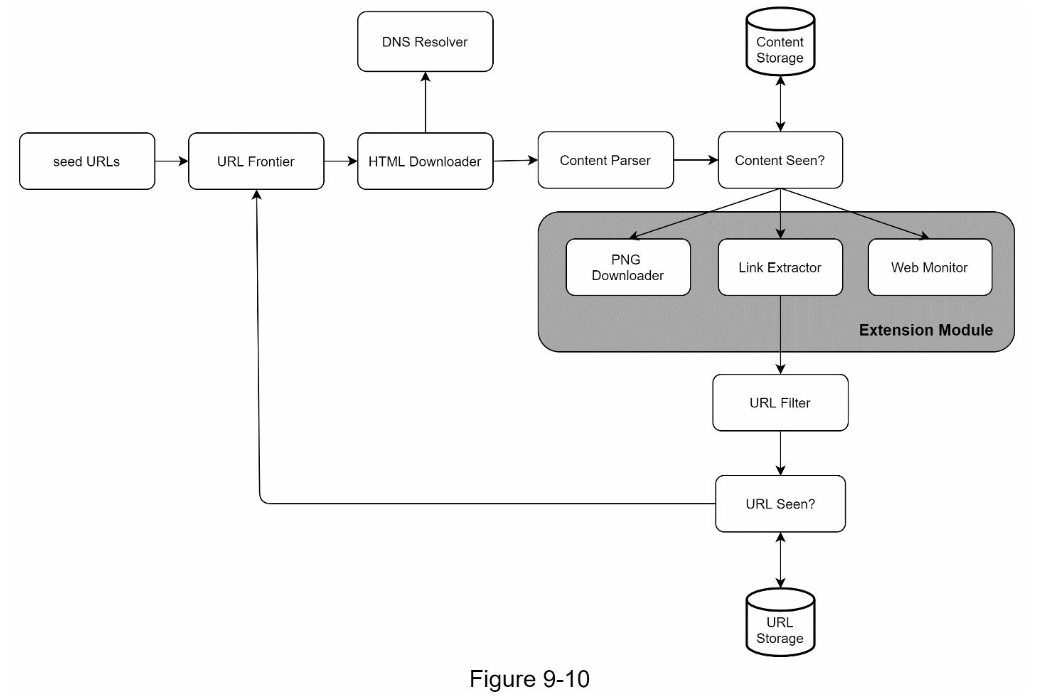 DNS Resolver
Content
Storage
seed URLs
URL Frontier
HTML Downloader
Content Parser
Content Seen?
PNG
Downloader
Link Extractor
Web Monitor
Extension Module
URL Filter
URL Seen?
URL
Storage
Figure 9-10